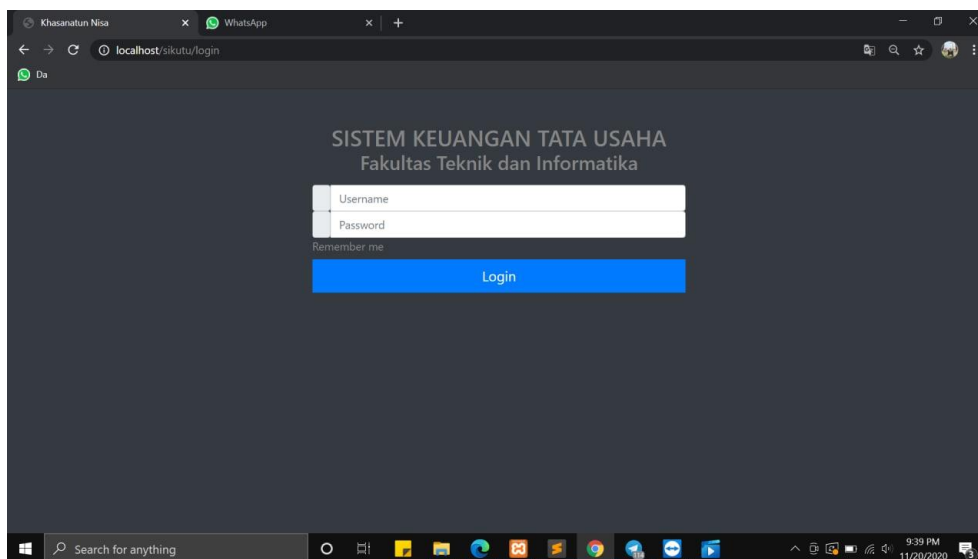 Khasanatun Nisa
WhatsApp
localhost/sikutu/login
Da
SISTEM KEUANGAN TATA USAHA
Fakultas Teknik dan Informatika
Username
Password
Remember me
Login
Search for anything
9:39 PM
11/20/2020